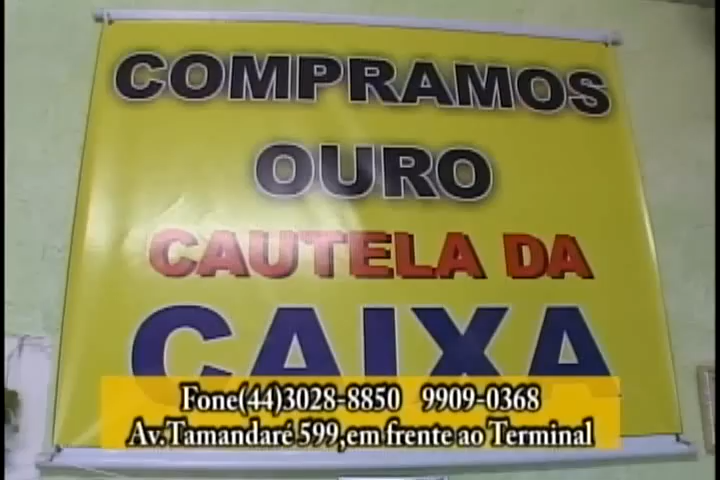 COMPRAMOS
OURO
CAUTELA DA
CAIXA
Fone(44)3028-8850 9909-0368
Av.Tamandaré 599,em frente ao Terminal